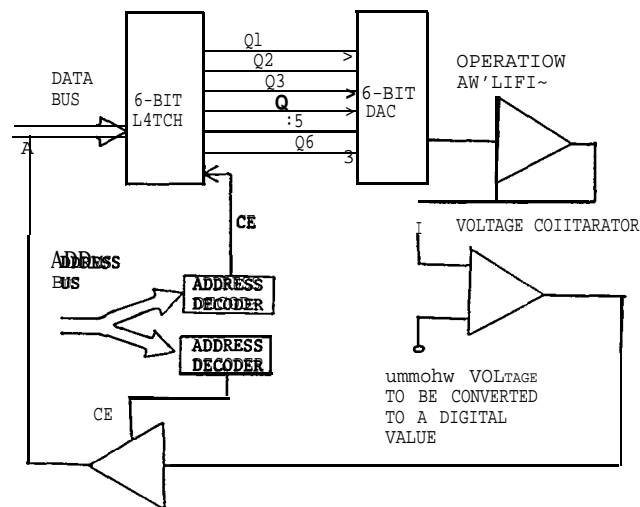 DATA
BUS
6-BIT
L4TCH
Q1
Q2
Q3
Q
:5
Q6
>
>
>
3
6-BIT
DAC
OPERATIOW
AW'LIFI~
A
CE
VOLTAGE COIITARATOR
I
ADDRESS
BUS
ADDRESS
DECODER
ADDRESS
DECODER
CE
ummohw VOLTAGE
TO BE CONVERTED
TO A DIGITAL
VALUE